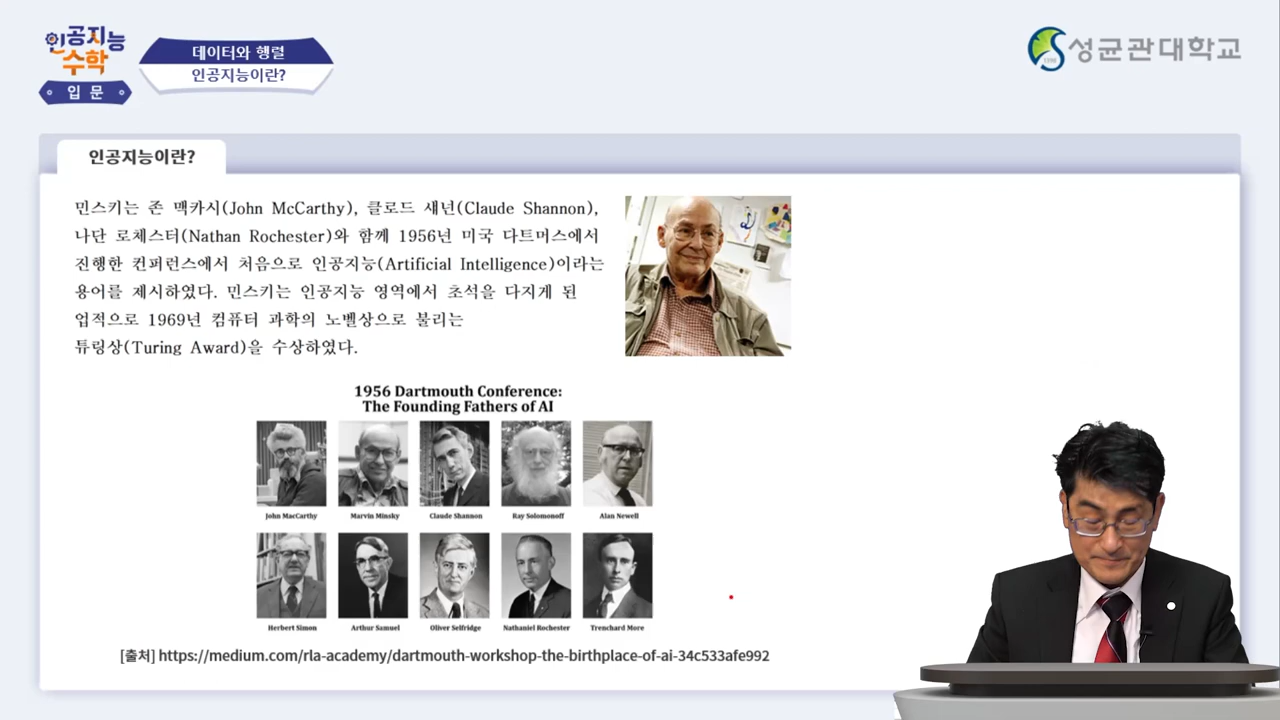 인공지능
수학
입문
데이터와 행렬
인공지능이란?
성균관대학교
인공지능이란?
민스키는 존 맥카시(John McCarthy), 클로드 섀넌(Claude Shannon),
나단 로체스터(Nathan Rochester)와 함께 1956년 미국 다트머스에서
진행한 컨퍼런스에서 처음으로 인공지능(Artificial Intelligence)이라는
용어를 제시하였다. 민스키는 인공지능 영역에서 초석을 다지게 된
업적으로 1969년 컴퓨터 과학의 노벨상으로 불리는
튜링상(Turing Award)을 수상하였다.
1956 Dartmouth Conference:
The Founding Fathers of AI
John MacCarthy Marvin Minsky Claude Shannon Ray Solomonoff Alan Newell
Herbert Simon Arthur Samuel Oliver Selfridge Nathaniel Rochester Trenchard More
[출처] https://medium.com/rla-academy/dartmouth-workshop-the-birthplace-of-ai-34c533afe992